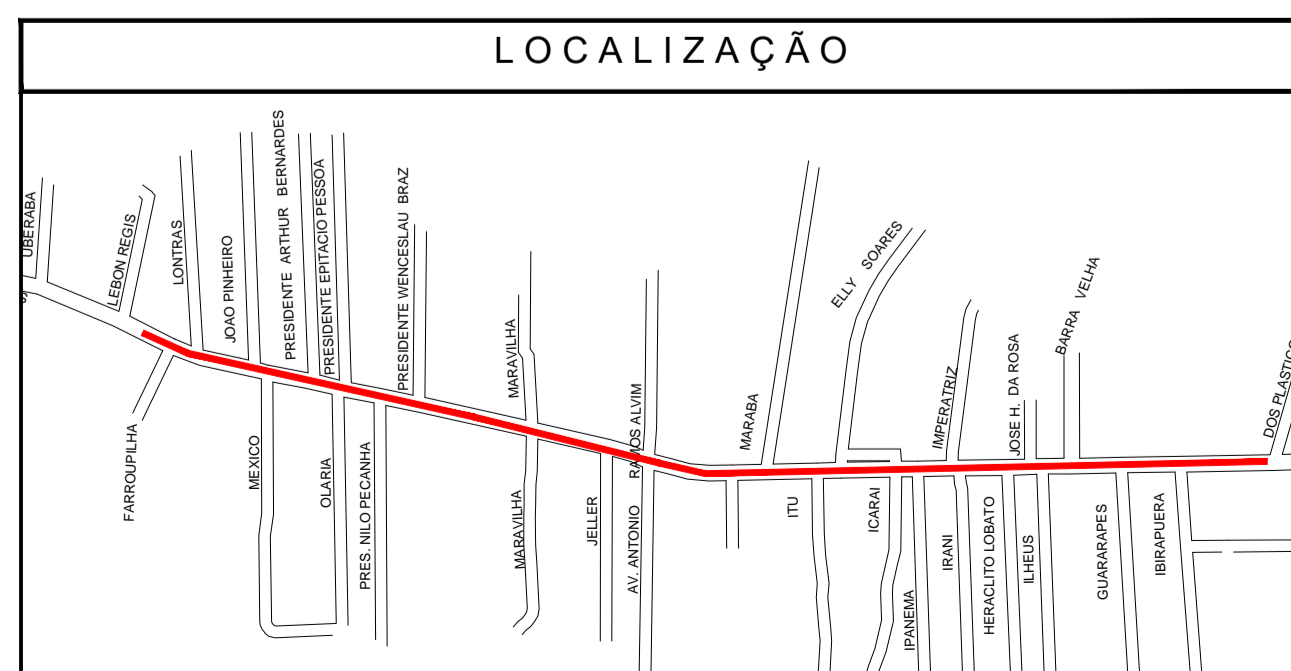 LOCALIZAÇÃO
UBERABA
LEBON REGIS
LONTRAS
JOAO PINHEIRO
PRESIDENTE ARTHUR BERNARDES
PRESIDENTE EPITACIO PESSOA
PRESIDENTE WENCESLAU BRAZ
MARAVILHA
MARABA
ELLY SOARES
IMPERATRIZ
JOSE H. DA ROSA
BARRA VELHA
DOS PLASTICO
FARROUPILHA
MEXICO
OLARIA
PRES. NILO PECANHA
MARAVILHA
JELLER
AV. ANTONIO RAMOS ALVIM
ITU
ICARAI
IPANEMA
IRANI
HERACLITO LOBATO
ILHEUS
GUARARAPES
IBIRAPUERA